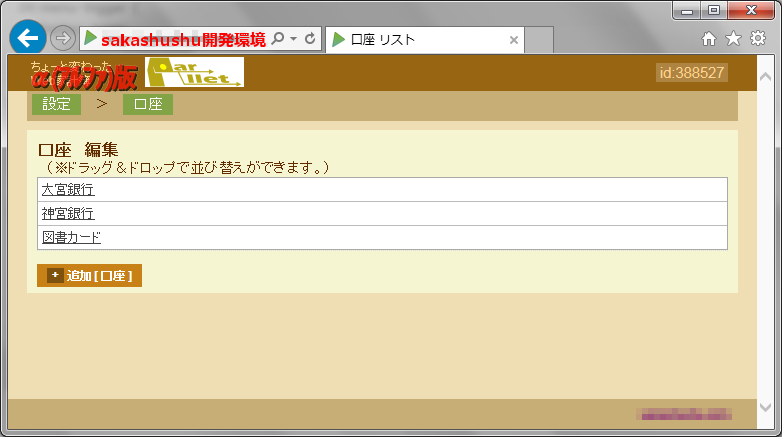 sakashushu開発環境
口座 リスト
ちょーと変わった
α(アルファ)版
Par llet
id:388527
設定 > 口座
口座 編集
(※ドラッグ&ドロップで並び替えができます。)
大宮銀行
神宮銀行
図書カード
+ 追加[口座]